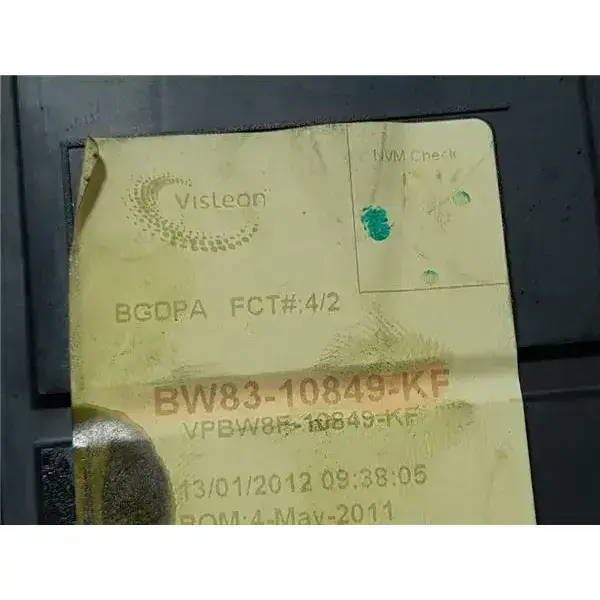 NVM Check
Visteon
BGDPA FCT#:4/2
BW83-10849-KF
VPBW8F-10849-KF
13/01/2012 09:38:05
BOM:4-May-2011